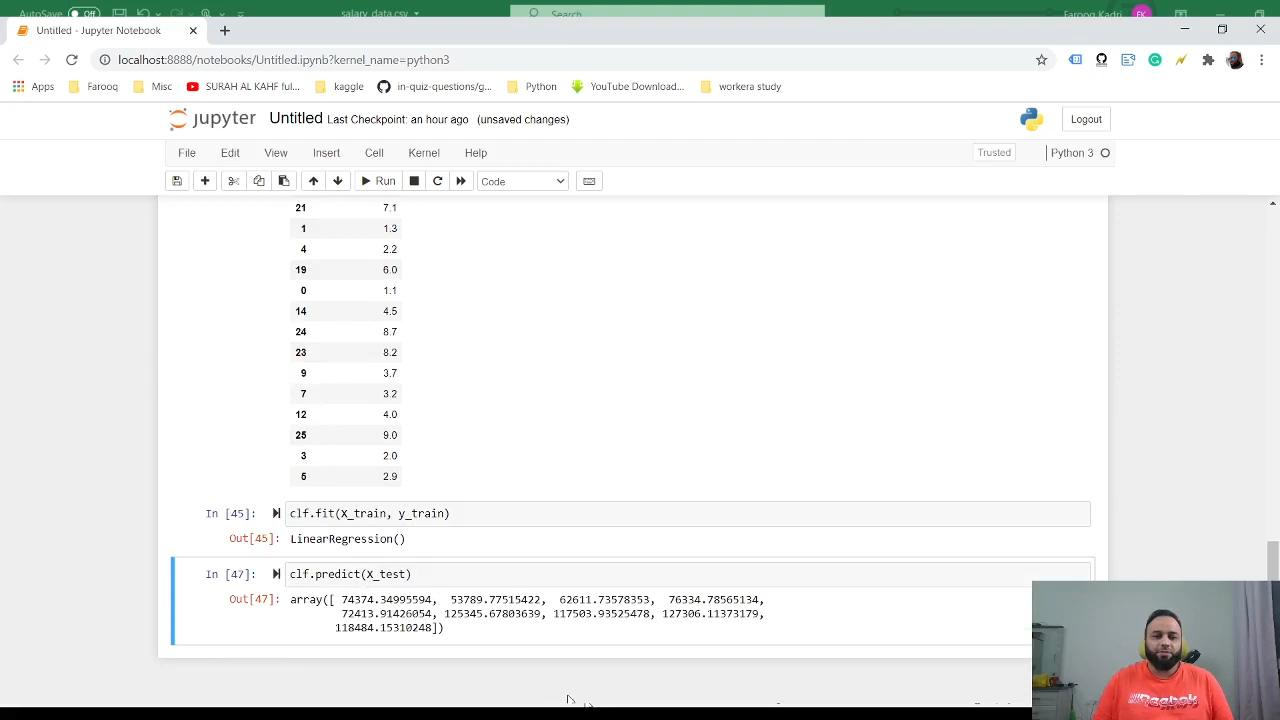 AutoSave Off salary_data.csv Search Farooq Kadri FK
Untitled - Jupyter Notebook
localhost:8888/notebooks/Untitled.ipynb?kernel_name=python3
Apps Farooq Misc SURAH AL KAHF ful... kaggle in-quiz-questions/g... Python YouTube Download... workera study
jupyter Untitled Last Checkpoint: an hour ago (unsaved changes) Logout
File Edit View Insert Cell Kernel Help Trusted Python 3
Run Code
21 7.1
1 1.3
4 2.2
19 6.0
0 1.1
14 4.5
24 8.7
23 8.2
9 3.7
7 3.2
12 4.0
25 9.0
3 2.0
5 2.9
In [45]: clf.fit(X_train, y_train)
Out[45]: LinearRegression()
In [47]: clf.predict(X_test)
Out[47]: array([ 74374.34995594, 53789.77515422, 62611.73578353, 76334.78565134,
72413.91426054, 125345.67803639, 117503.93525478, 127306.11373179,
118484.15310248])
Reebok